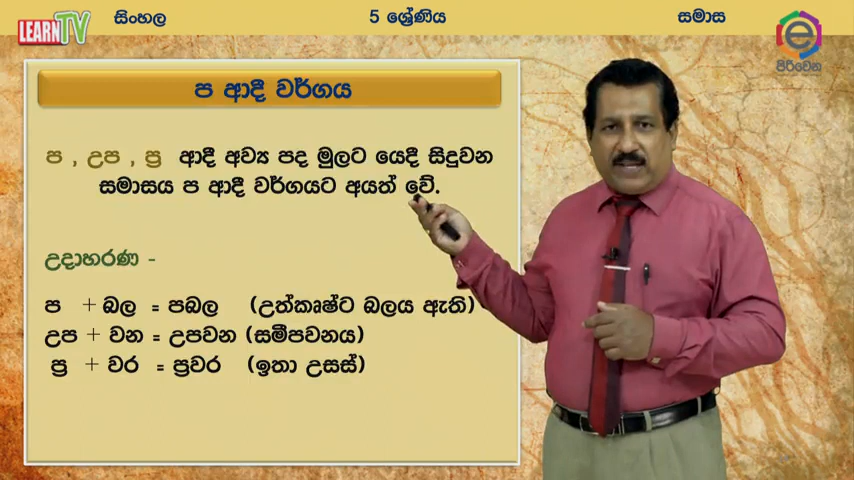 LEARN TV
සිංහල
5 ශ්‍රේණිය
සමාස
e
පිරිවෙන
ප ආදී වර්ගය
ප , උප , ප්‍ර ආදී අව්‍ය පද මුලට යෙදී සිදුවන
සමාසය ප ආදී වර්ගයට අයත් වේ.
උදාහරණ -
ප + බල = පබල (උත්කෘෂ්ට බලය ඇති)
උප + වන = උපවන (සමීපවනය)
ප්‍ර + වර = ප්‍රවර (ඉතා උසස්)